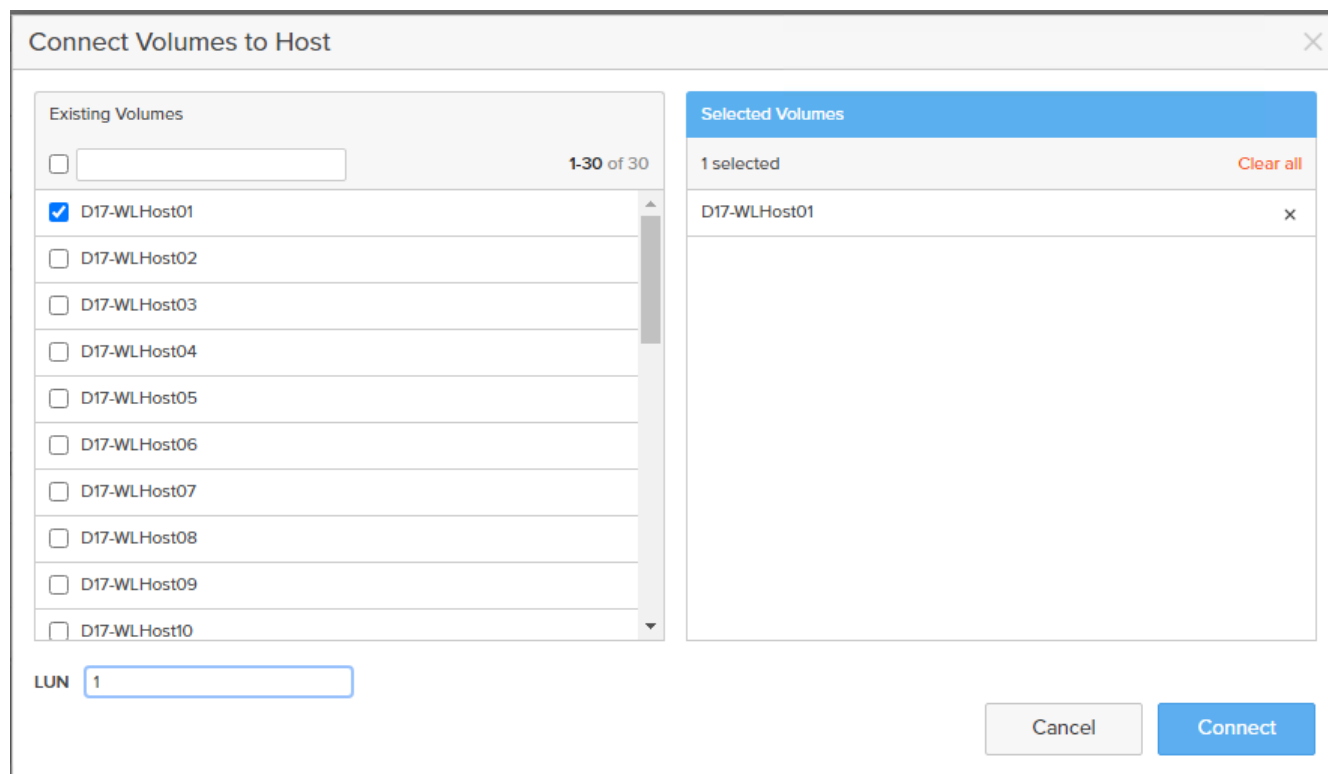 Connect Volumes to Host
Existing Volumes
1-30 of 30
D17-WLHost01
D17-WLHost02
D17-WLHost03
D17-WLHost04
D17-WLHost05
D17-WLHost06
D17-WLHost07
D17-WLHost08
D17-WLHost09
D17-WLHost10
Selected Volumes
1 selected Clear all
D17-WLHost01
LUN 1
Cancel Connect